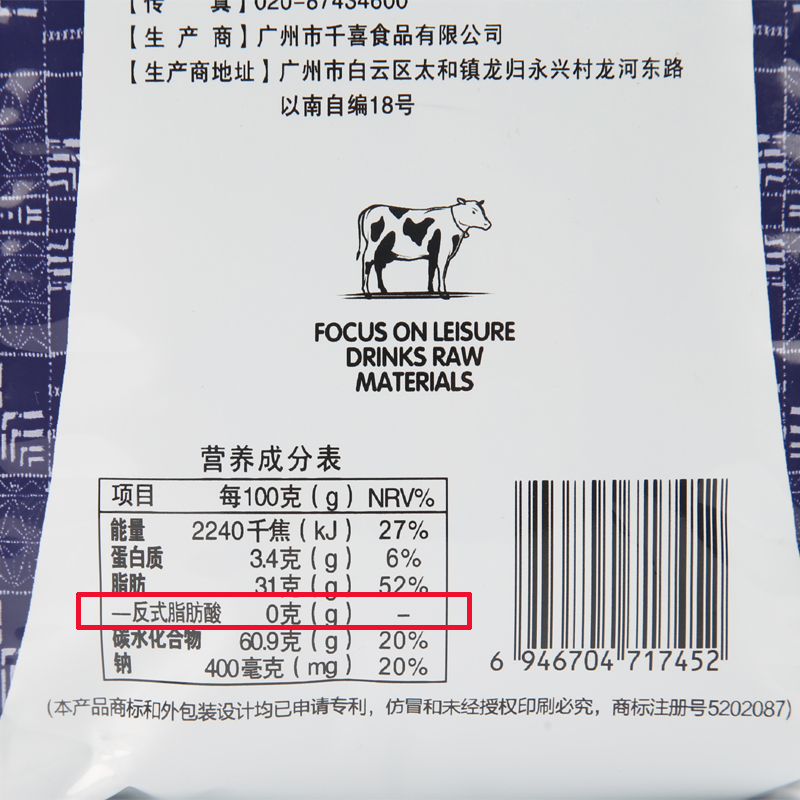 【传 真】020-87434600
【生 产 商】广州市千喜食品有限公司
【生产商地址】广州市白云区太和镇龙归永兴村龙河东路
以南自编18号
FOCUS ON LEISURE
DRINKS RAW
MATERIALS
营养成分表
项目 每100克(g) NRV%
能量 2240千焦(kJ) 27%
蛋白质 3.4克(g) 6%
脂肪 31克(g) 52%
—反式脂肪酸 0克(g) –
碳水化合物 60.9克(g) 20%
钠 400毫克(mg) 20%
6 946704 717452
(本产品商标和外包装设计均已申请专利，仿冒和未经授权印刷必究，商标注册号5202087)